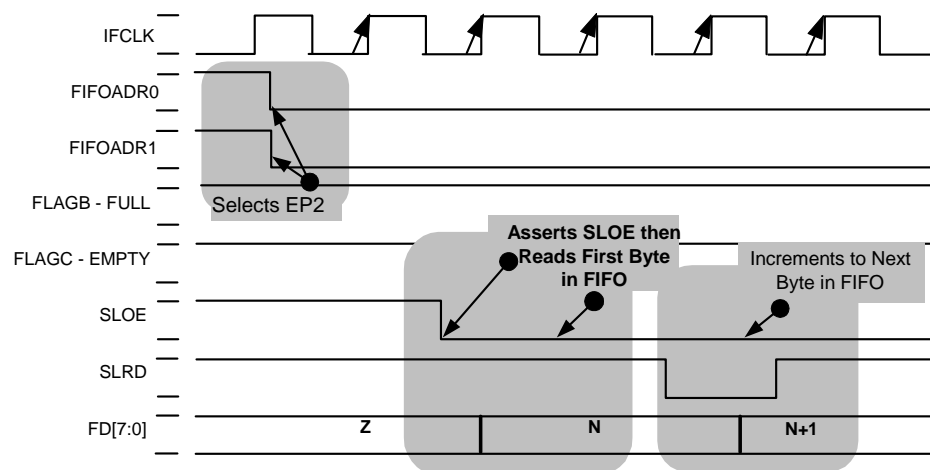 IFCLK
FIFOADR0
FIFOADR1
Selects EP2
FLAGB - FULL
FLAGC - EMPTY
Asserts SLOE then
Reads First Byte
in FIFO
Increments to Next
Byte in FIFO
SLOE
SLRD
FD[7:0]
Z
N
N+1